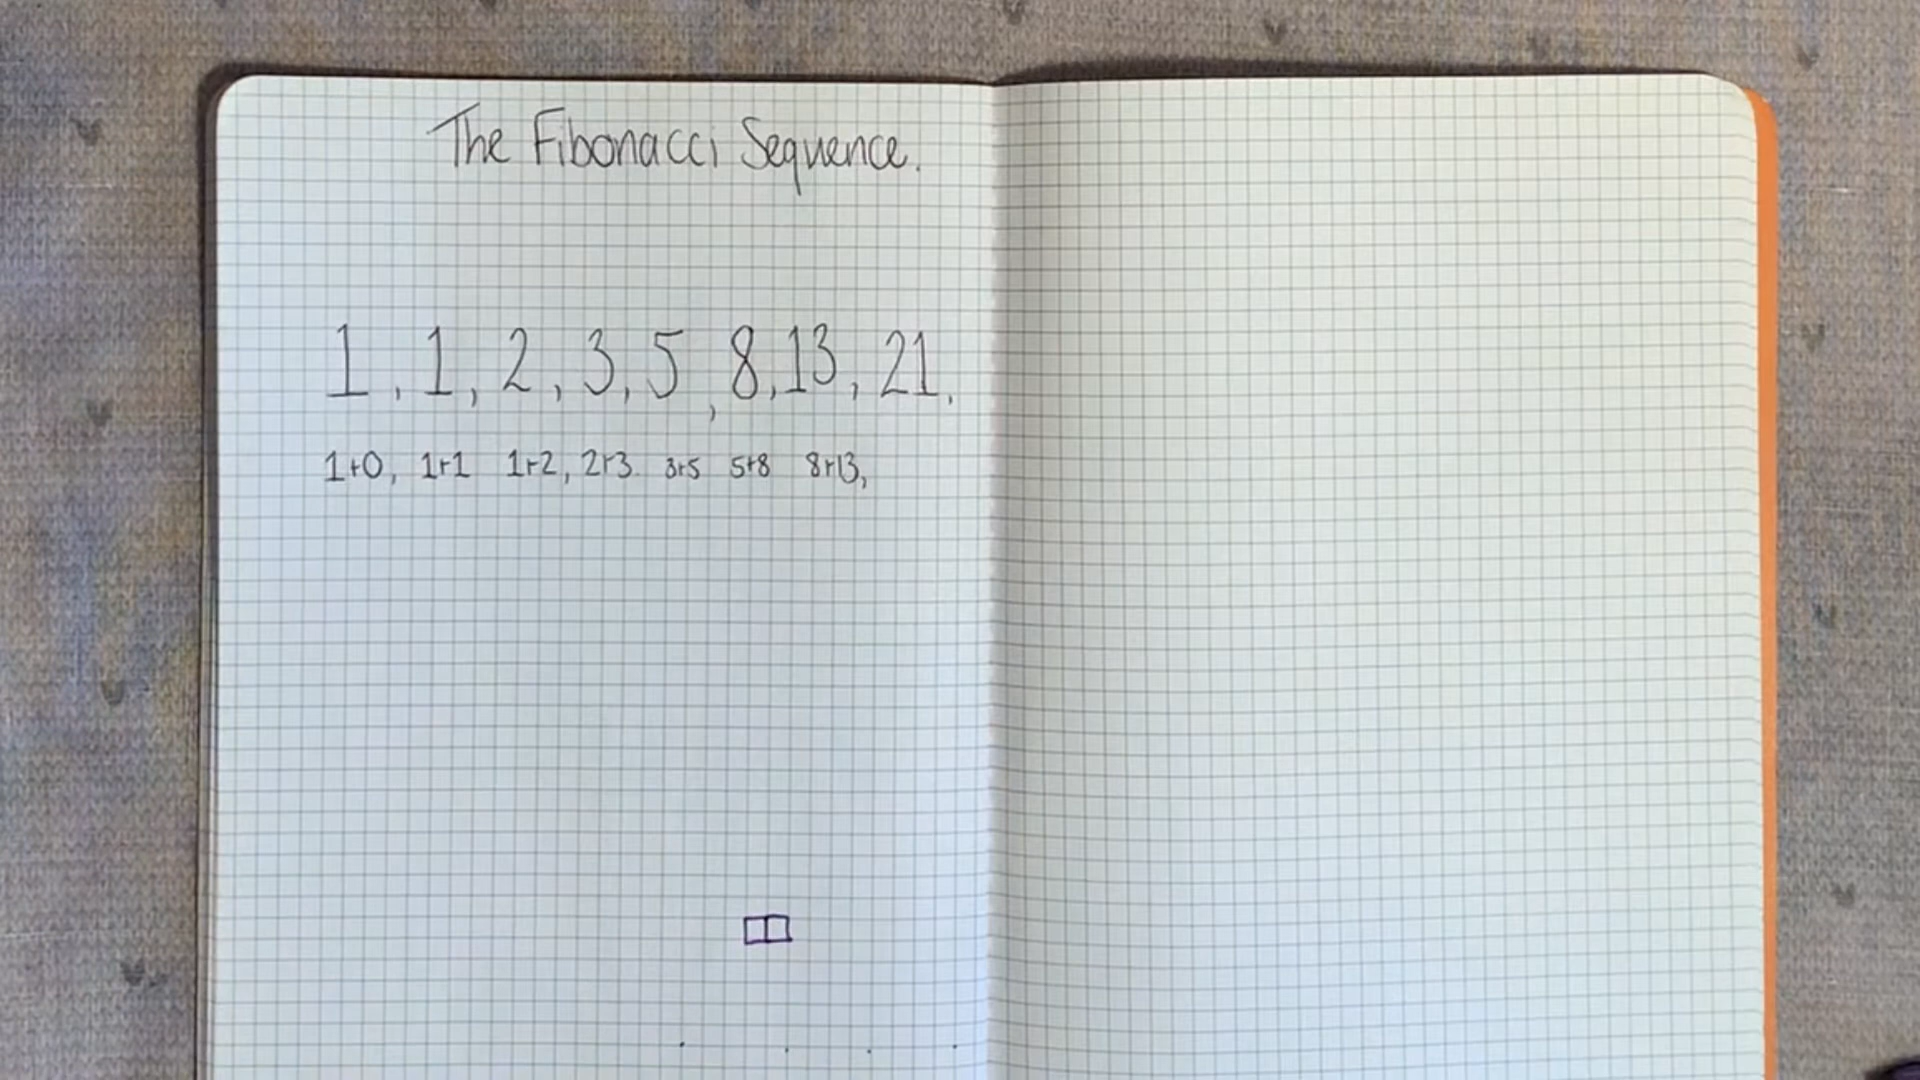 The Fibonacci Sequence.
1, 1, 2, 3, 5, 8, 13, 21,
1+0, 1+1 1+2, 2+3. 3+5 5+8 8+13,